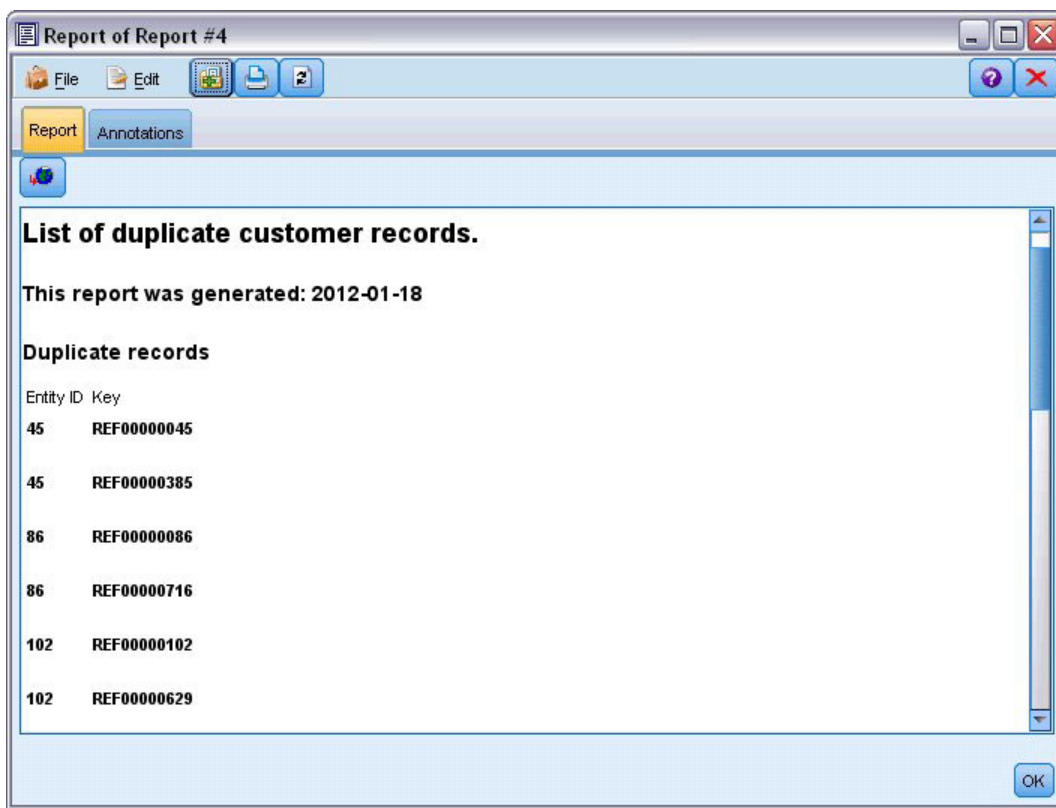 Report of Report #4
File Edit
Report Annotations
List of duplicate customer records.
This report was generated: 2012-01-18
Duplicate records
Entity ID Key
45 REF00000045
45 REF00000385
86 REF00000086
86 REF00000716
102 REF00000102
102 REF00000629
OK